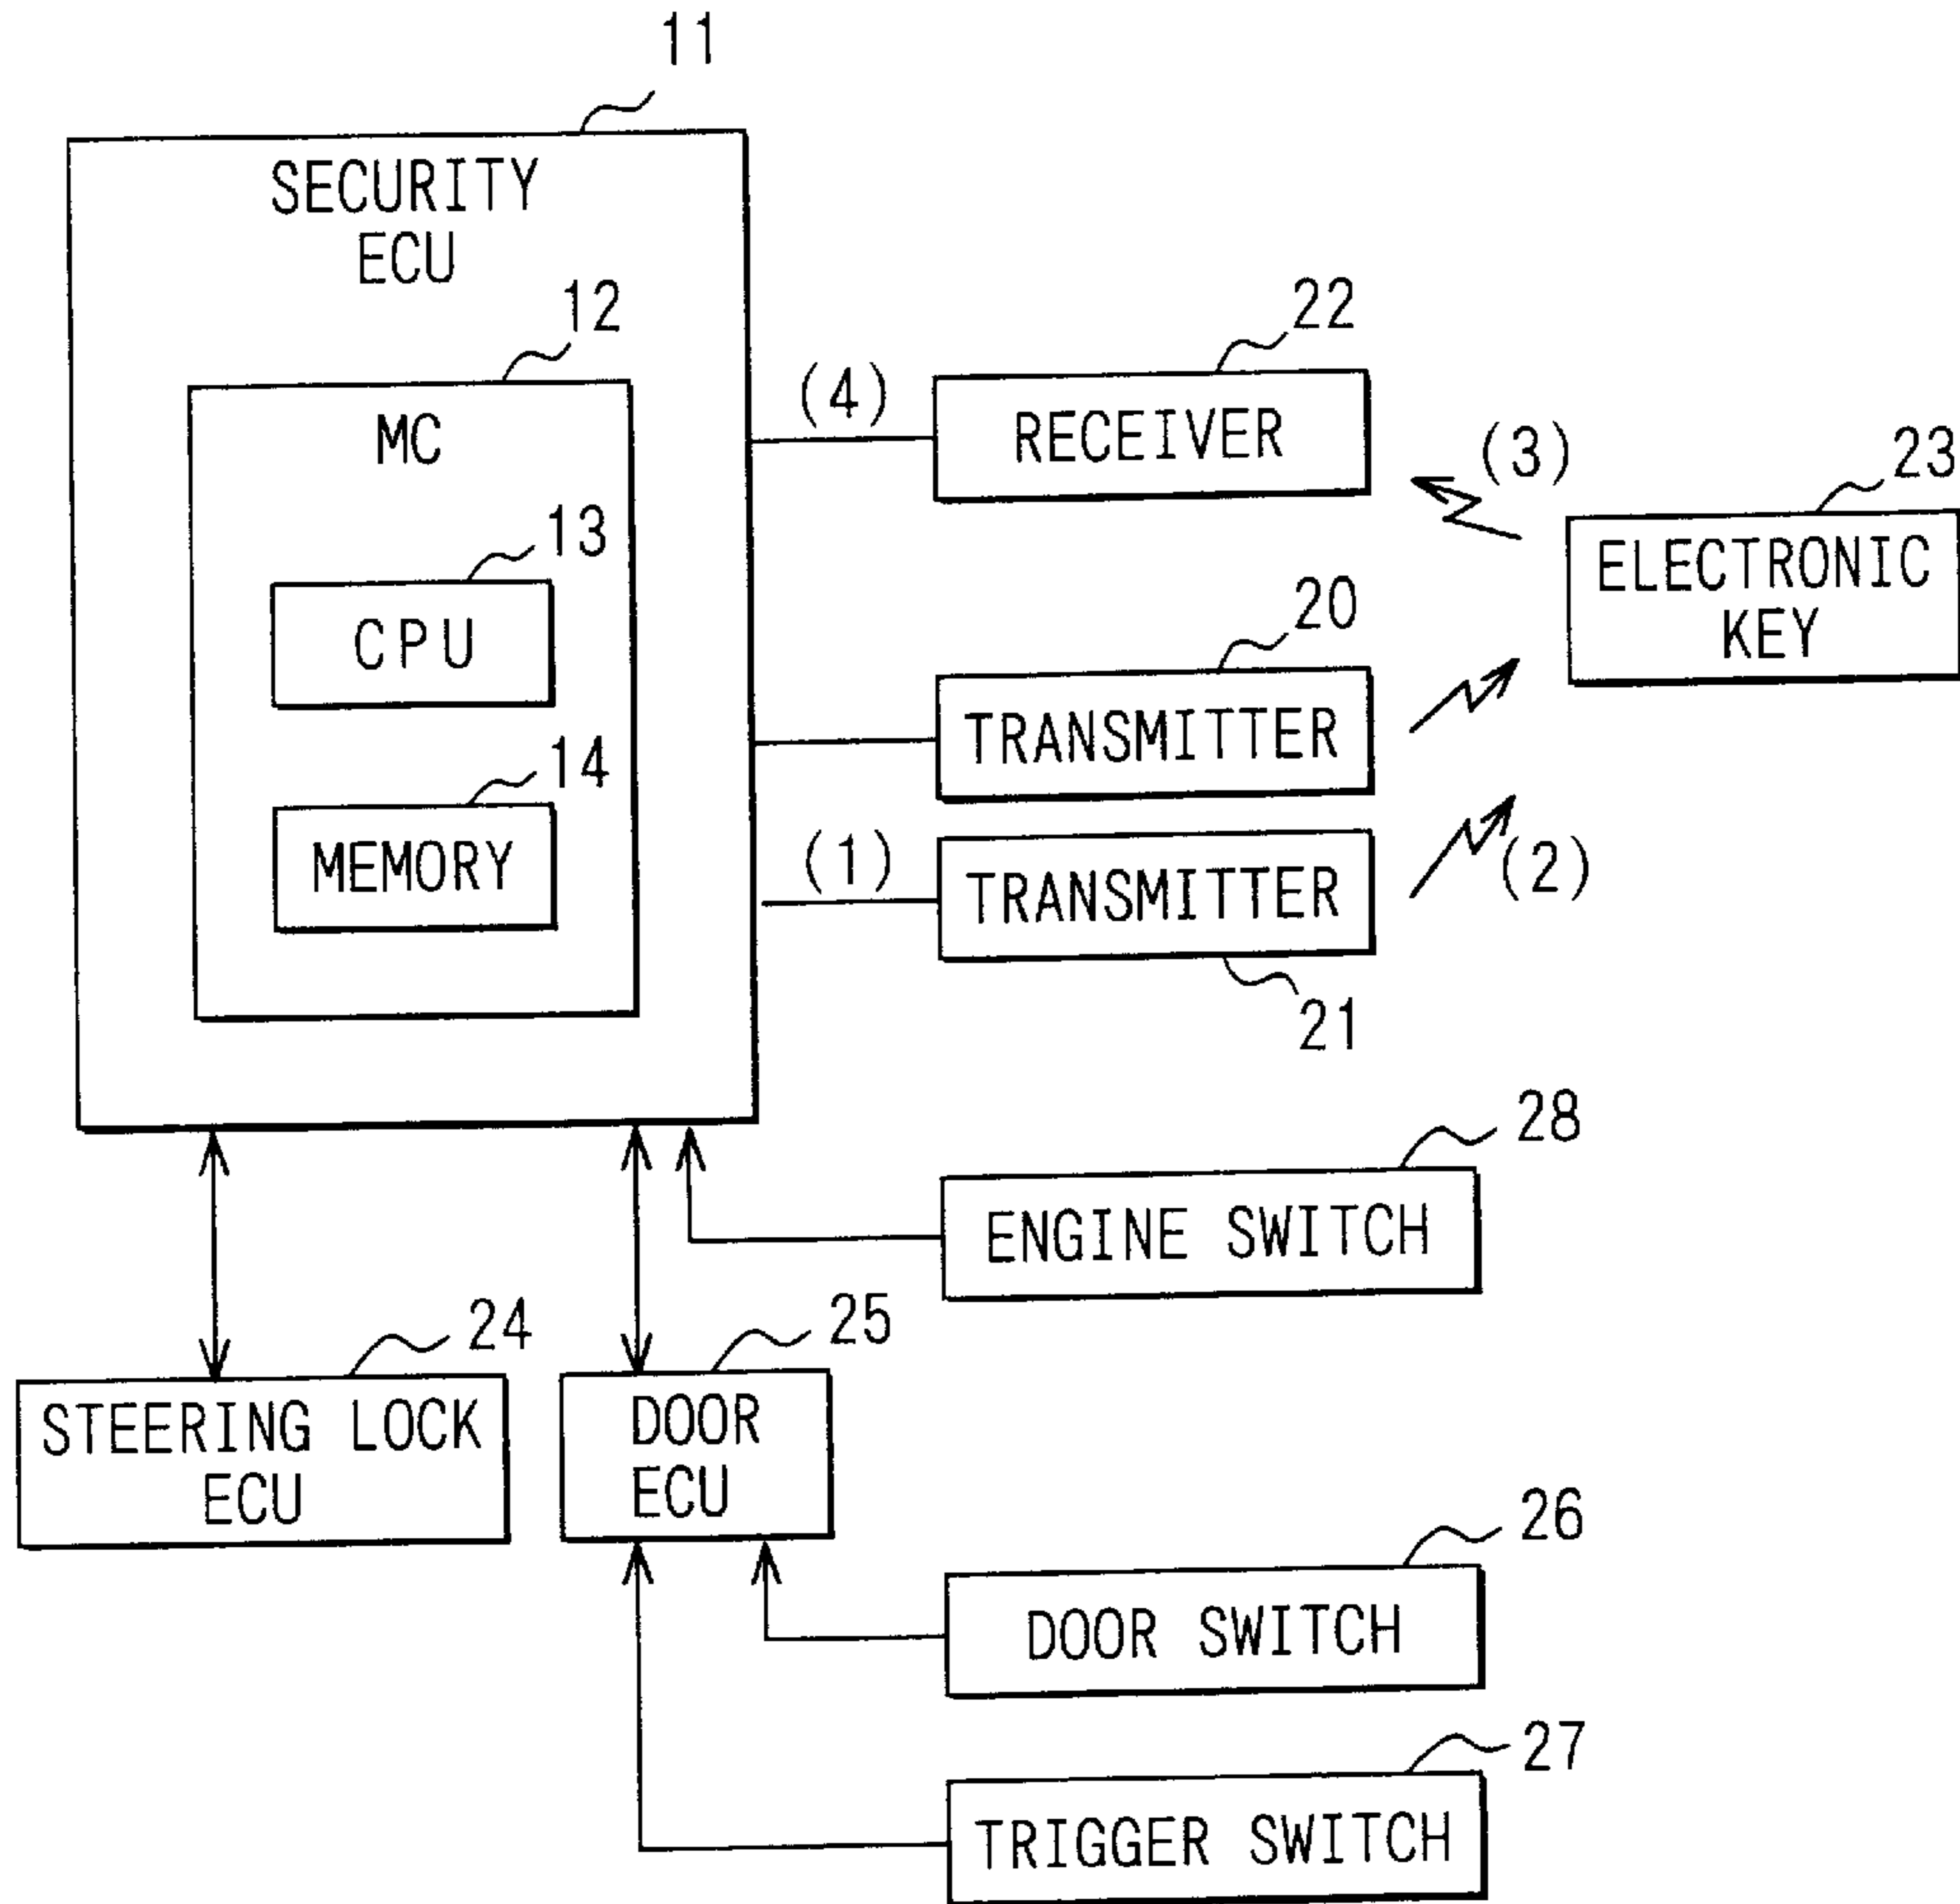 11
SECURITY
ECU
12
MC
13
CPU
14
MEMORY
(4)
22
RECEIVER
(3)
23
ELECTRONIC
KEY
20
TRANSMITTER
(1)
TRANSMITTER
(2)
21
28
ENGINE SWITCH
24
STEERING LOCK
ECU
25
DOOR
ECU
26
DOOR SWITCH
27
TRIGGER SWITCH